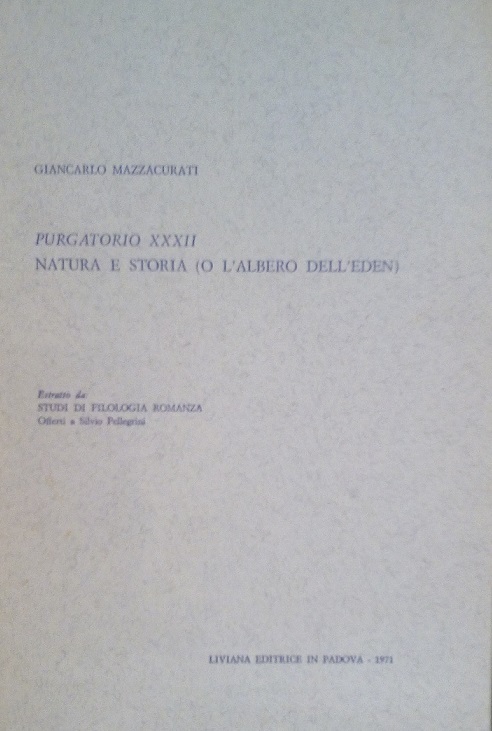 GIANCARLO MAZZACURATI
PURGATORIO XXXII
NATURA E STORIA (O L'ALBERO DELL'EDEN)
Estratto da
STUDI DI FILOLOGIA ROMANZA
Offerti a Silvio Pellegrini
LIVIANA EDITRICE IN PADOVA - 1971